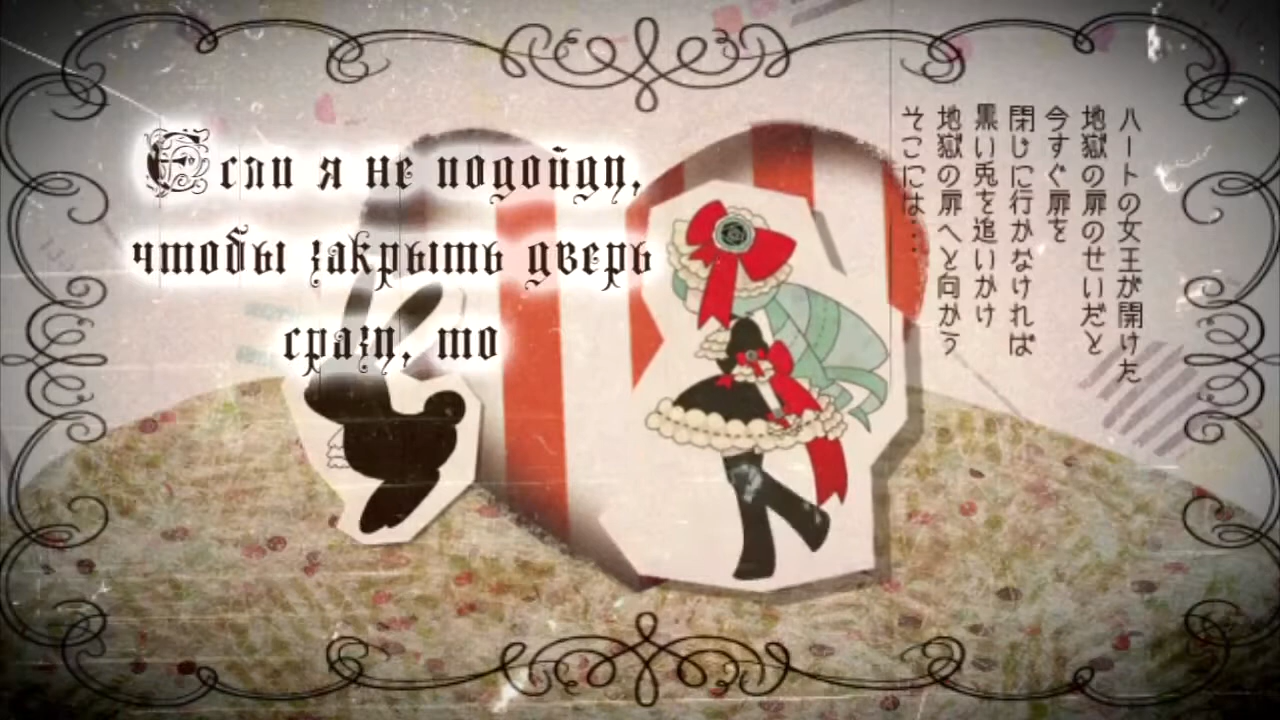 Если я не подойду,
чтобы закрыть дверь
сразу, то
ハートの女王が開けた
地獄の扉のせいだと
今すぐ扉を
閉じに行かなければ
黒い兎を追いかけ
地獄の扉へと向かう
そこには…